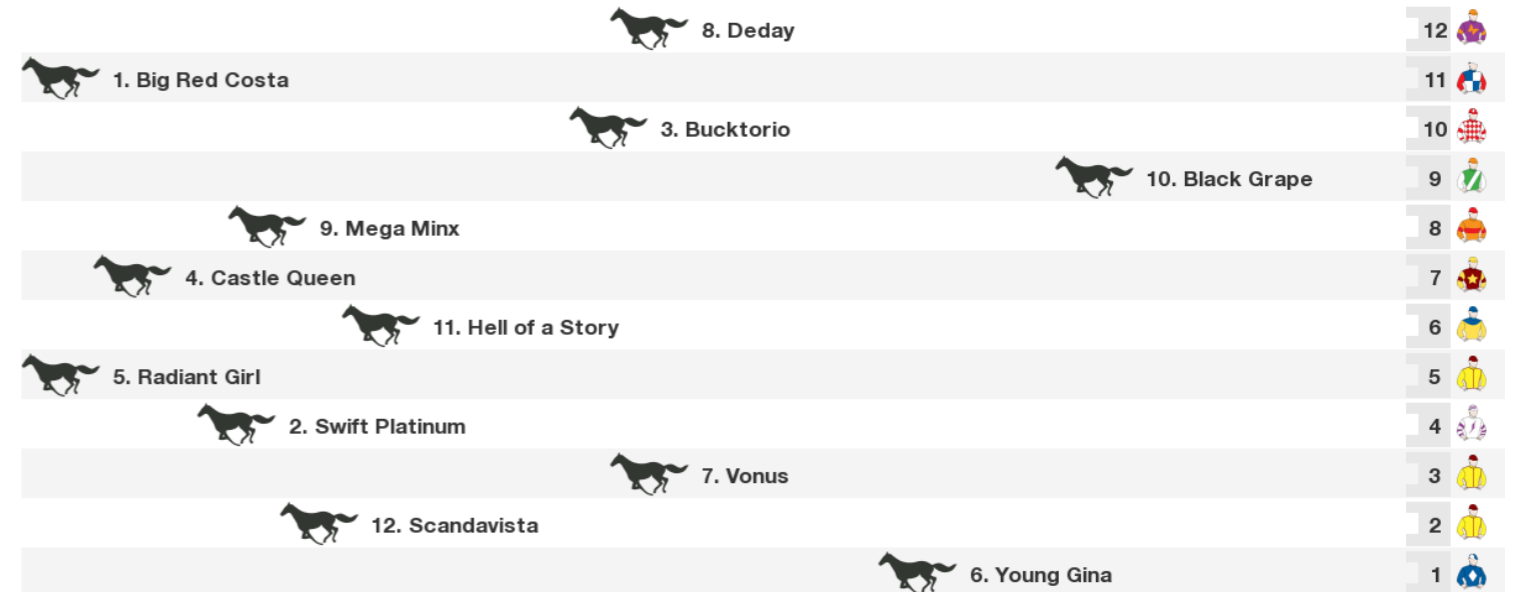 8. Deday 12
1. Big Red Costa 11
3. Bucktorio 10
10. Black Grape 9
9. Mega Minx 8
4. Castle Queen 7
11. Hell of a Story 6
5. Radiant Girl 5
2. Swift Platinum 4
7. Vonus 3
12. Scandavista 2
6. Young Gina 1